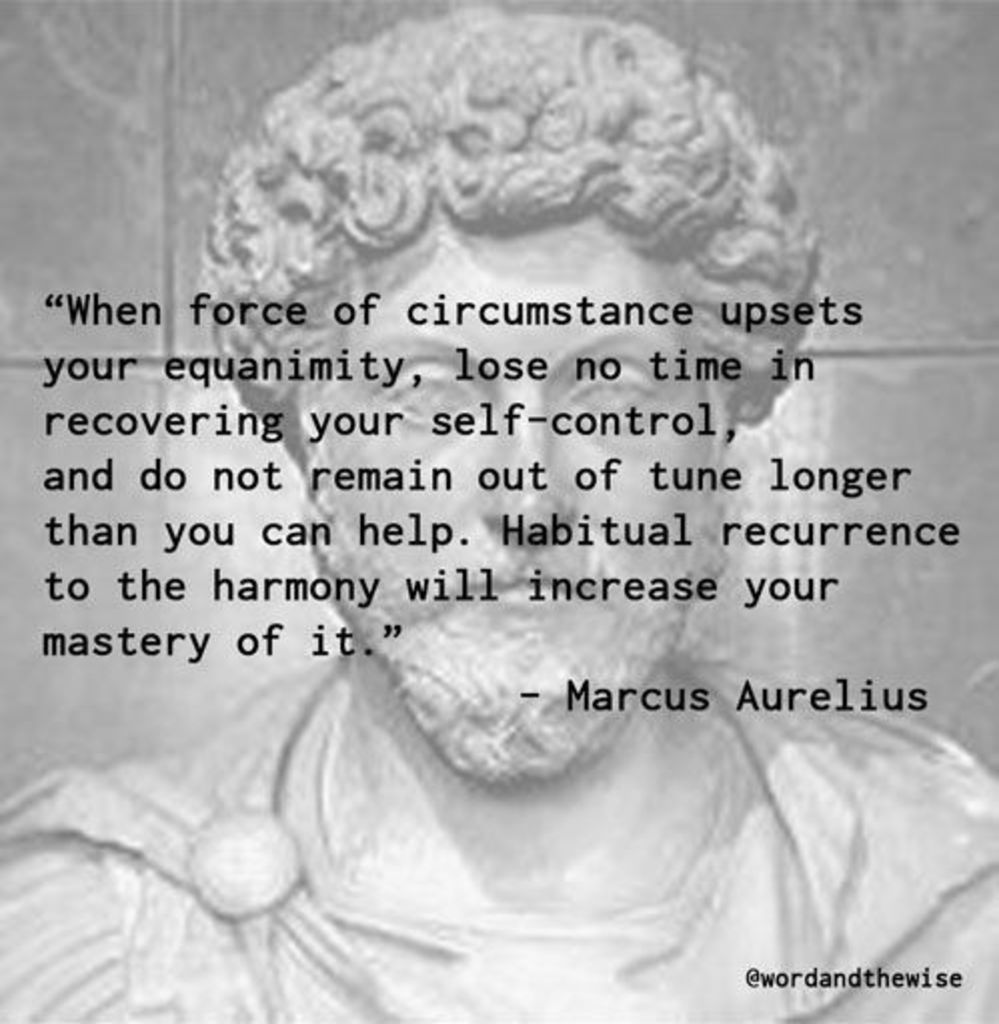 “When force of circumstance upsets
your equanimity, lose no time in
recovering your self-control,
and do not remain out of tune longer
than you can help. Habitual recurrence
to the harmony will increase your
mastery of it.”
- Marcus Aurelius
@wordandthewise